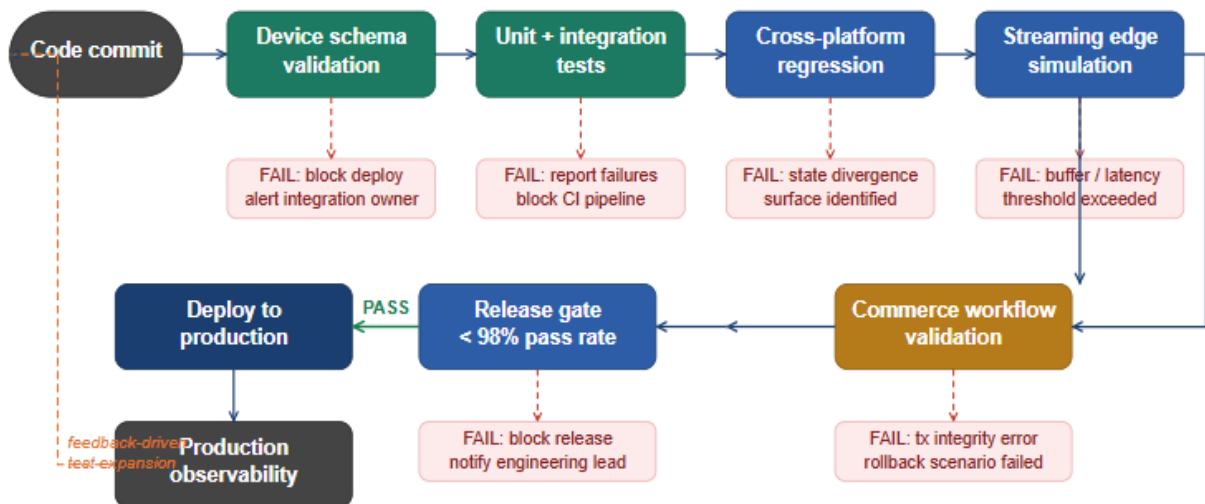 Code commit
Device schema
validation
Unit + integration
tests
Cross-platform
regression
Streaming edge
simulation
FAIL: block deploy
alert integration owner
FAIL: report failures
block CI pipeline
FAIL: state divergence
surface identified
FAIL: buffer / latency
threshold exceeded
Deploy to
production
PASS
Release gate
< 98% pass rate
Commerce workflow
validation
feedback-driven
test expansion
Production
observability
FAIL: block release
notify engineering lead
FAIL: tx integrity error
rollback scenario failed